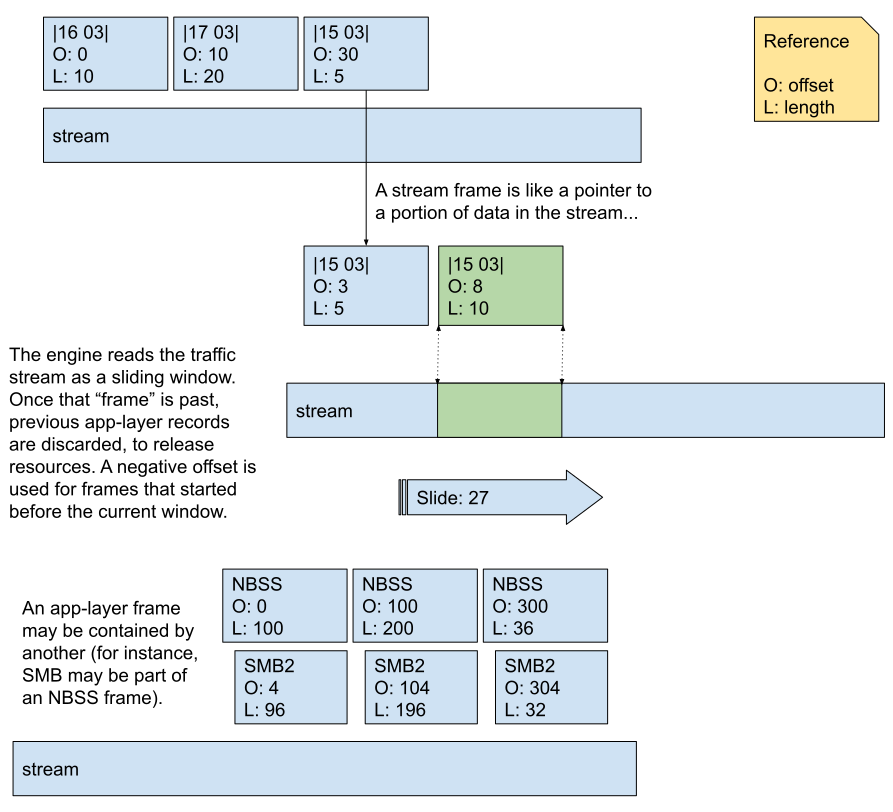 |16 03|
O: 0
L: 10
|17 03|
O: 10
L: 20
|15 03|
O: 30
L: 5
Reference
O: offset
L: length
stream
A stream frame is like a pointer to
a portion of data in the stream...
|15 03|
O: 3
L: 5
|15 03|
O: 8
L: 10
The engine reads the traffic
stream as a sliding window.
Once that “frame” is past,
previous app-layer records
are discarded, to release
resources. A negative offset is
used for frames that started
before the current window.
stream
Slide: 27
An app-layer frame
may be contained by
another (for instance,
SMB may be part of
an NBSS frame).
NBSS
O: 0
L: 100
NBSS
O: 100
L: 200
NBSS
O: 300
L: 36
SMB2
O: 4
L: 96
SMB2
O: 104
L: 196
SMB2
O: 304
L: 32
stream